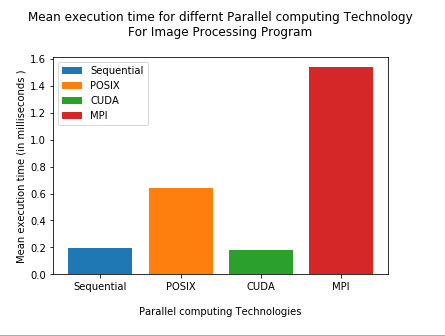 Mean execution time for differnt Parallel computing Technology
For Image Processing Program
Mean execution time (in milliseconds )
1.6
1.4
1.2
1.0
0.8
0.6
0.4
0.2
0.0
Sequential
POSIX
CUDA
MPI
Sequential
POSIX
CUDA
MPI
Parallel computing Technologies